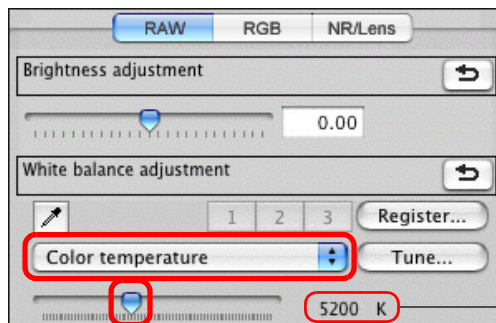 RAW RGB NR/Lens
Brightness adjustment
0.00
White balance adjustment
1 2 3 Register...
Color temperature Tune...
5200 K